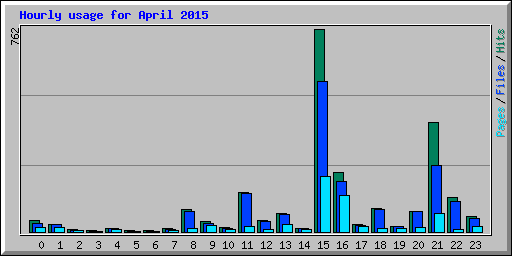 Hourly usage for April 2015
762
Pages / Files / Hits
0 1 2 3 4 5 6 7 8 9 10 11 12 13 14 15 16 17 18 19 20 21 22 23